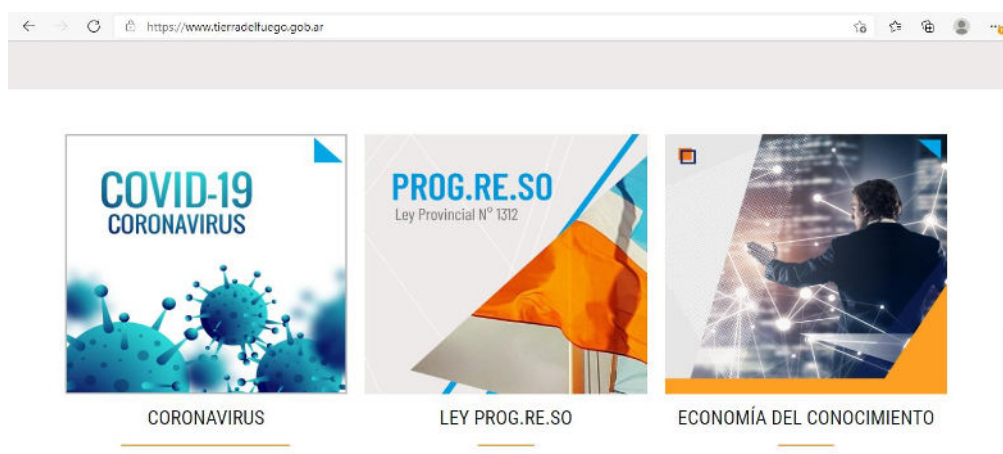 https://www.tierradelfuego.gob.ar
COVID-19
CORONAVIRUS
PROG.RE.SO
Ley Provincial N° 1312
CORONAVIRUS
LEY PROG.RE.SO
ECONOMÍA DEL CONOCIMIENTO